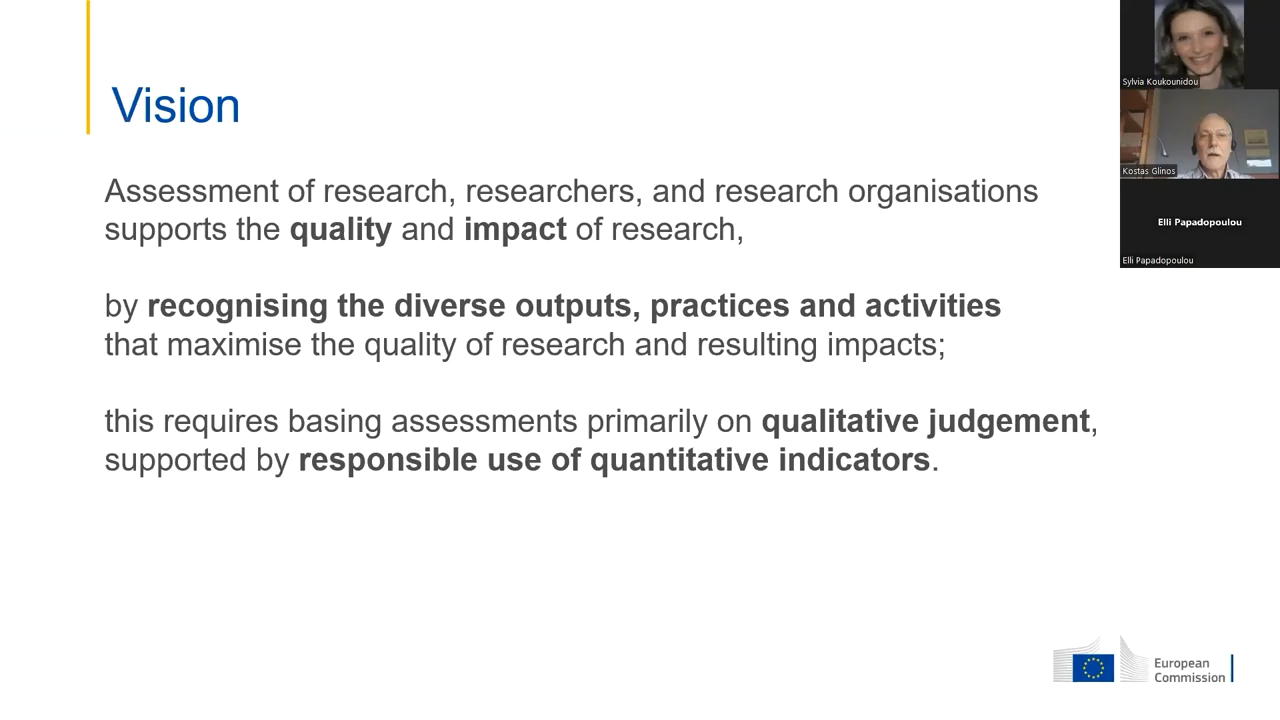 Vision
Assessment of research, researchers, and research organisations
supports the quality and impact of research,
by recognising the diverse outputs, practices and activities
that maximise the quality of research and resulting impacts;
this requires basing assessments primarily on qualitative judgement,
supported by responsible use of quantitative indicators.
Sylvia Koukounidou
Kostas Glinos
Elli Papadopoulou
Elli Papadopoulou
European
Commission